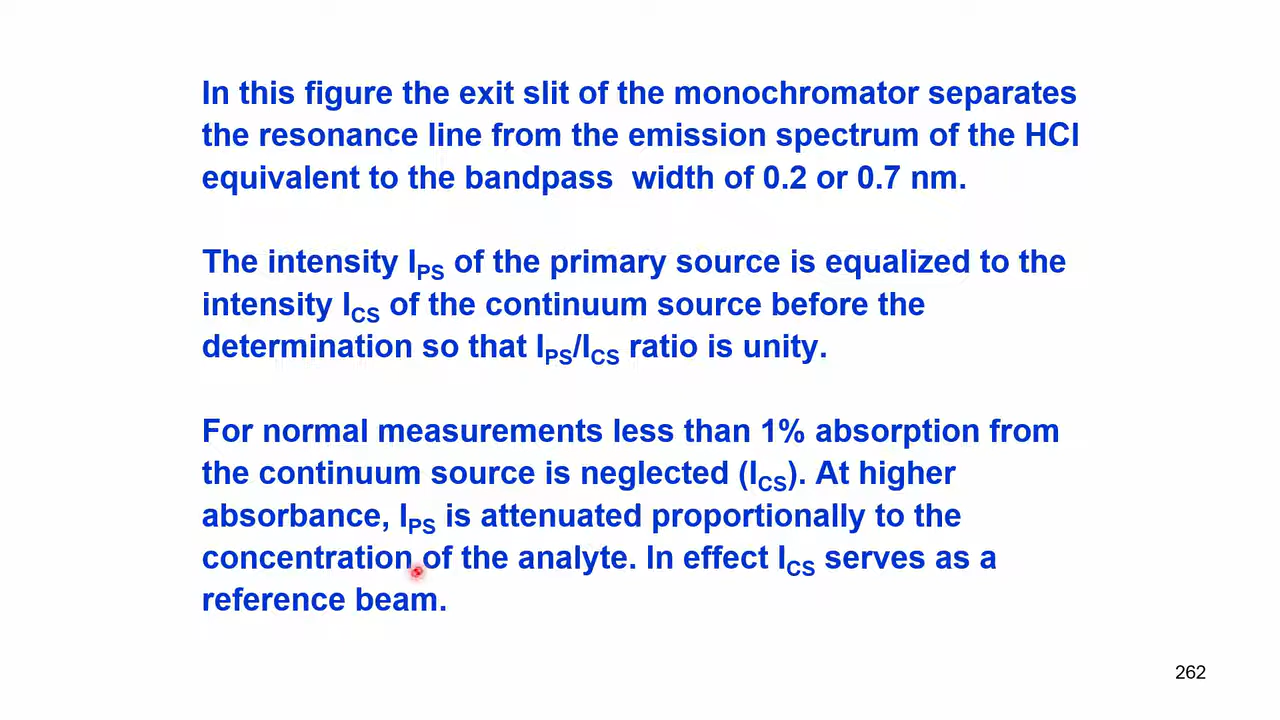 In this figure the exit slit of the monochromator separates
the resonance line from the emission spectrum of the HCl
equivalent to the bandpass width of 0.2 or 0.7 nm.
The intensity IPS of the primary source is equalized to the
intensity ICS of the continuum source before the
determination so that IPS/ICS ratio is unity.
For normal measurements less than 1% absorption from
the continuum source is neglected (ICS). At higher
absorbance, IPS is attenuated proportionally to the
concentration of the analyte. In effect ICS serves as a
reference beam.
262